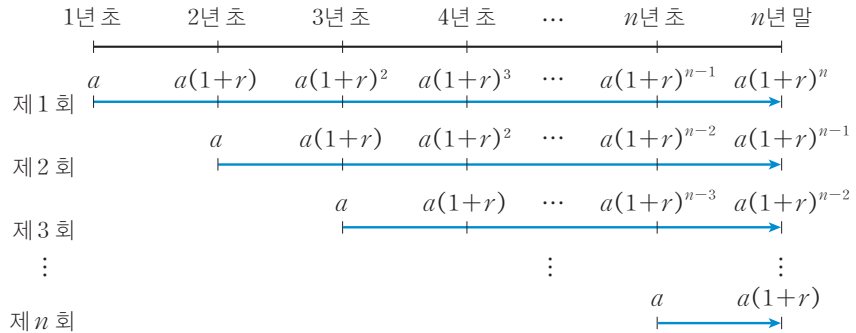 1년 초 2년 초 3년 초 4년 초 ⋯ n년 초 n년 말
a a(1+r) a(1+r)² a(1+r)³ ⋯ a(1+r)ⁿ⁻¹ a(1+r)ⁿ
제1회
a a(1+r) a(1+r)² ⋯ a(1+r)ⁿ⁻² a(1+r)ⁿ⁻¹
제2회
a a(1+r) ⋯ a(1+r)ⁿ⁻³ a(1+r)ⁿ⁻²
제3회
⋮ ⋮ ⋮
a a(1+r)
제n회